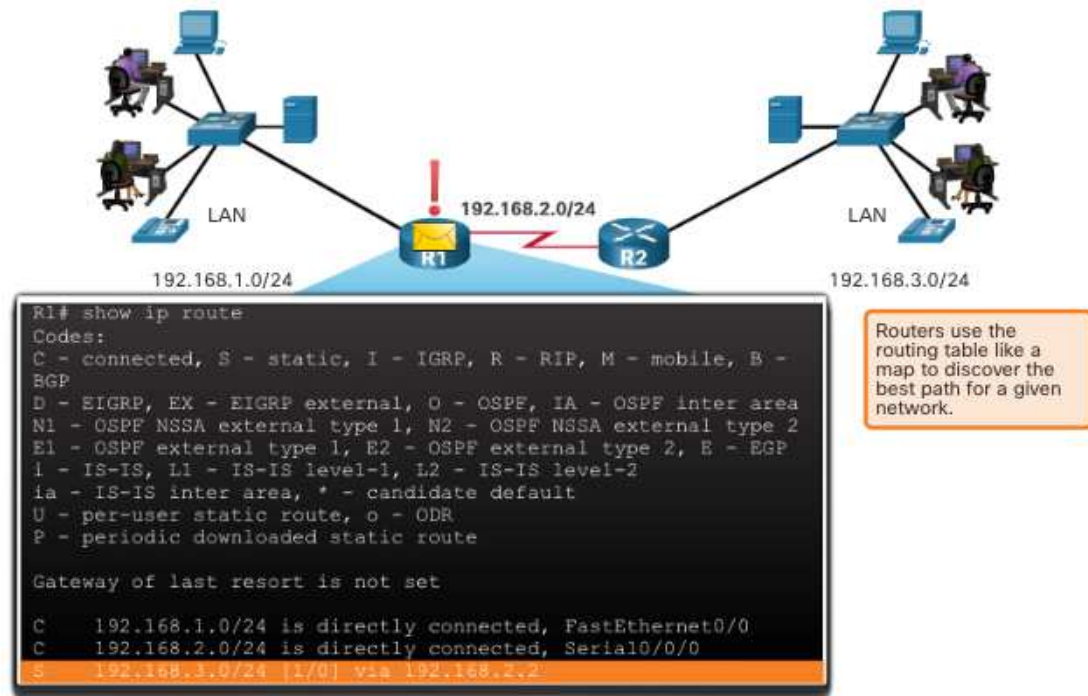 192.168.2.0/24
LAN
LAN
R1
R2
192.168.1.0/24
192.168.3.0/24
R1# show ip route
Codes:
C - connected, S - static, I - IGRP, R - RIP, M - mobile, B -
BGP
D - EIGRP, EX - EIGRP external, O - OSPF, IA - OSPF inter area
N1 - OSPF NSSA external type 1, N2 - OSPF NSSA external type 2
E1 - OSPF external type 1, E2 - OSPF external type 2, E - EGP
i - IS-IS, L1 - IS-IS level-1, L2 - IS-IS level-2
ia - IS-IS inter area, * - candidate default
U - per-user static route, o - ODR
P - periodic downloaded static route
Gateway of last resort is not set
C 192.168.1.0/24 is directly connected, FastEthernet0/0
C 192.168.2.0/24 is directly connected, Serial0/0/0
S 192.168.3.0/24 [1/0] via 192.168.2.2
Routers use the
routing table like a
map to discover the
best path for a given
network.